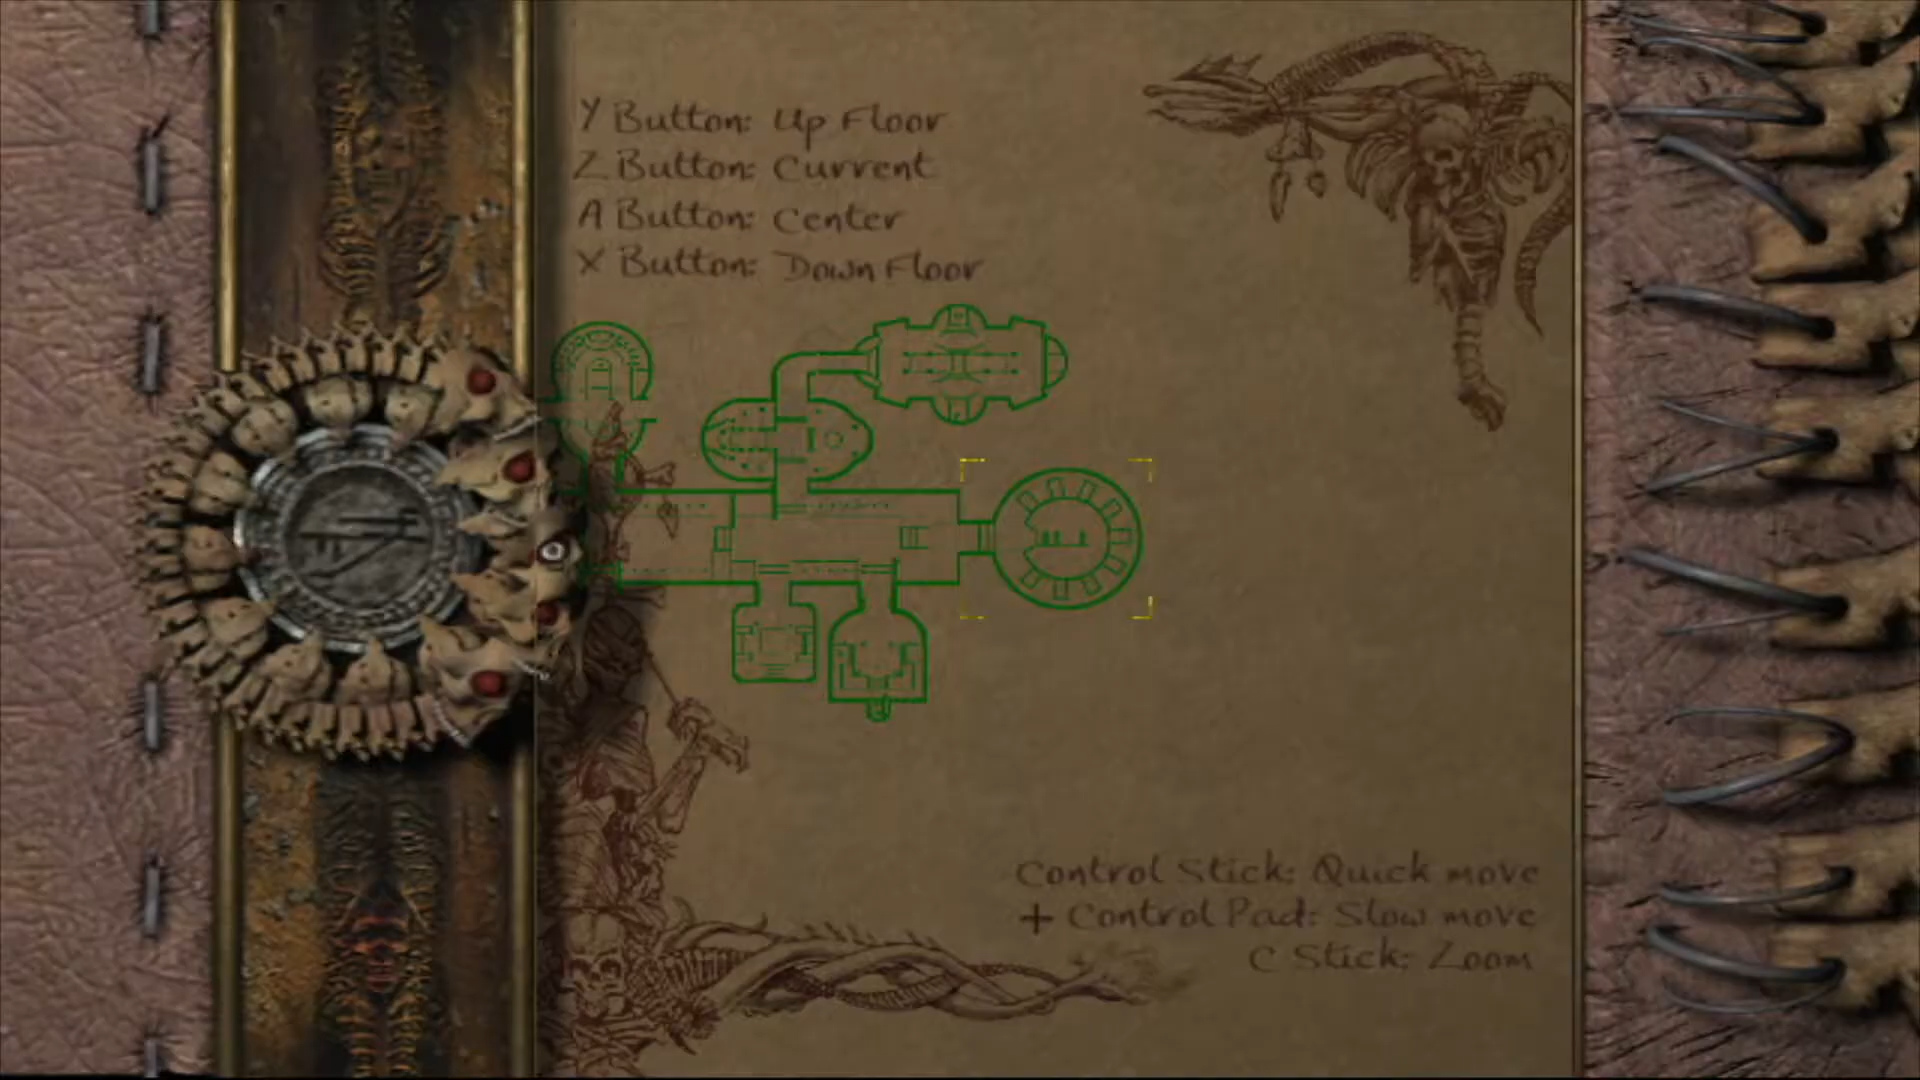 Y Button: Up Floor
Z Button: Current
A Button: Center
X Button: Down Floor
Control Stick: Quick move
+ Control Pad: Slow move
C Stick: Zoom